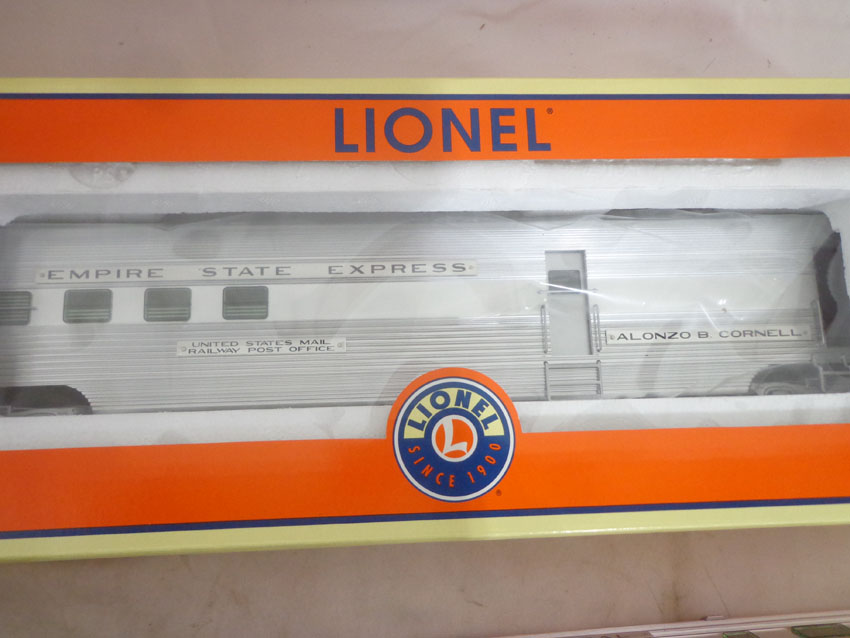 LIONEL®
EMPIRE STATE EXPRESS
UNITED STATES MAIL
RAILWAY POST OFFICE
ALONZO B. CORNELL
LIONEL
L
SINCE 1900
®